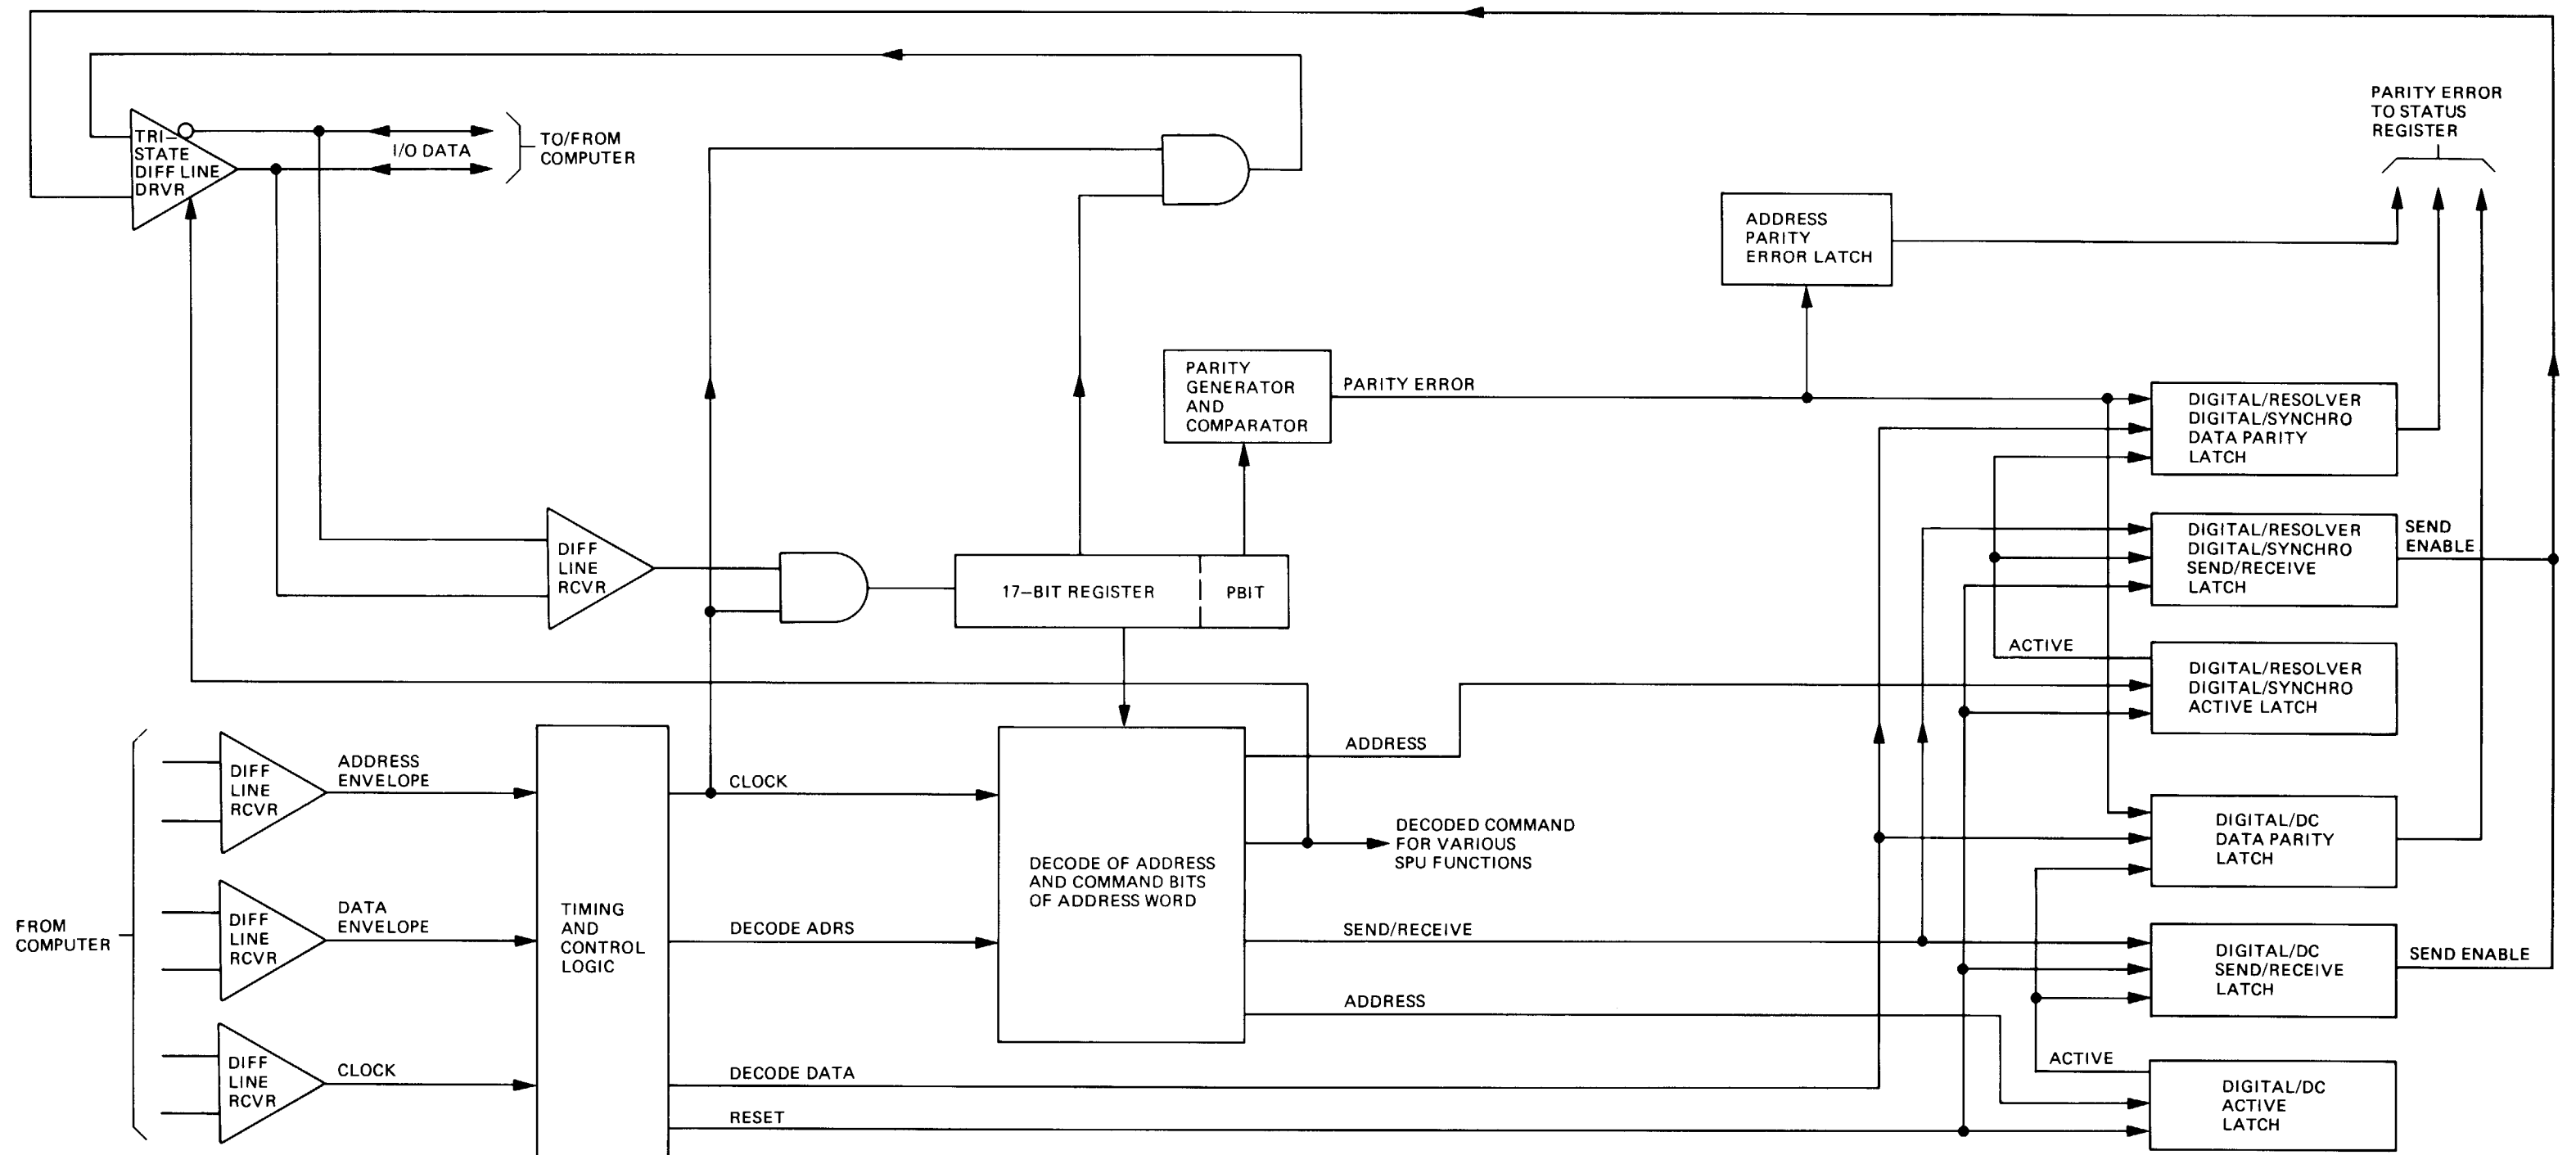 TRI-
STATE
DIFF LINE
DRVR
I/O DATA
TO/FROM
COMPUTER
PARITY ERROR
TO STATUS
REGISTER
ADDRESS
PARITY
ERROR LATCH
PARITY
GENERATOR
AND
COMPARATOR
PARITY ERROR
DIGITAL/RESOLVER
DIGITAL/SYNCHRO
DATA PARITY
LATCH
DIFF
LINE
RCVR
17-BIT REGISTER
PBIT
DIGITAL/RESOLVER
DIGITAL/SYNCHRO
SEND/RECEIVE
LATCH
SEND
ENABLE
ACTIVE
DIGITAL/RESOLVER
DIGITAL/SYNCHRO
ACTIVE LATCH
FROM
COMPUTER
DIFF
LINE
RCVR
ADDRESS
ENVELOPE
DIFF
LINE
RCVR
DATA
ENVELOPE
DIFF
LINE
RCVR
CLOCK
TIMING
AND
CONTROL
LOGIC
CLOCK
DECODE ADRS
DECODE DATA
RESET
DECODE OF ADDRESS
AND COMMAND BITS
OF ADDRESS WORD
ADDRESS
DECODED COMMAND
FOR VARIOUS
SPU FUNCTIONS
SEND/RECEIVE
ADDRESS
DIGITAL/DC
DATA PARITY
LATCH
DIGITAL/DC
SEND/RECEIVE
LATCH
SEND ENABLE
ACTIVE
DIGITAL/DC
ACTIVE
LATCH